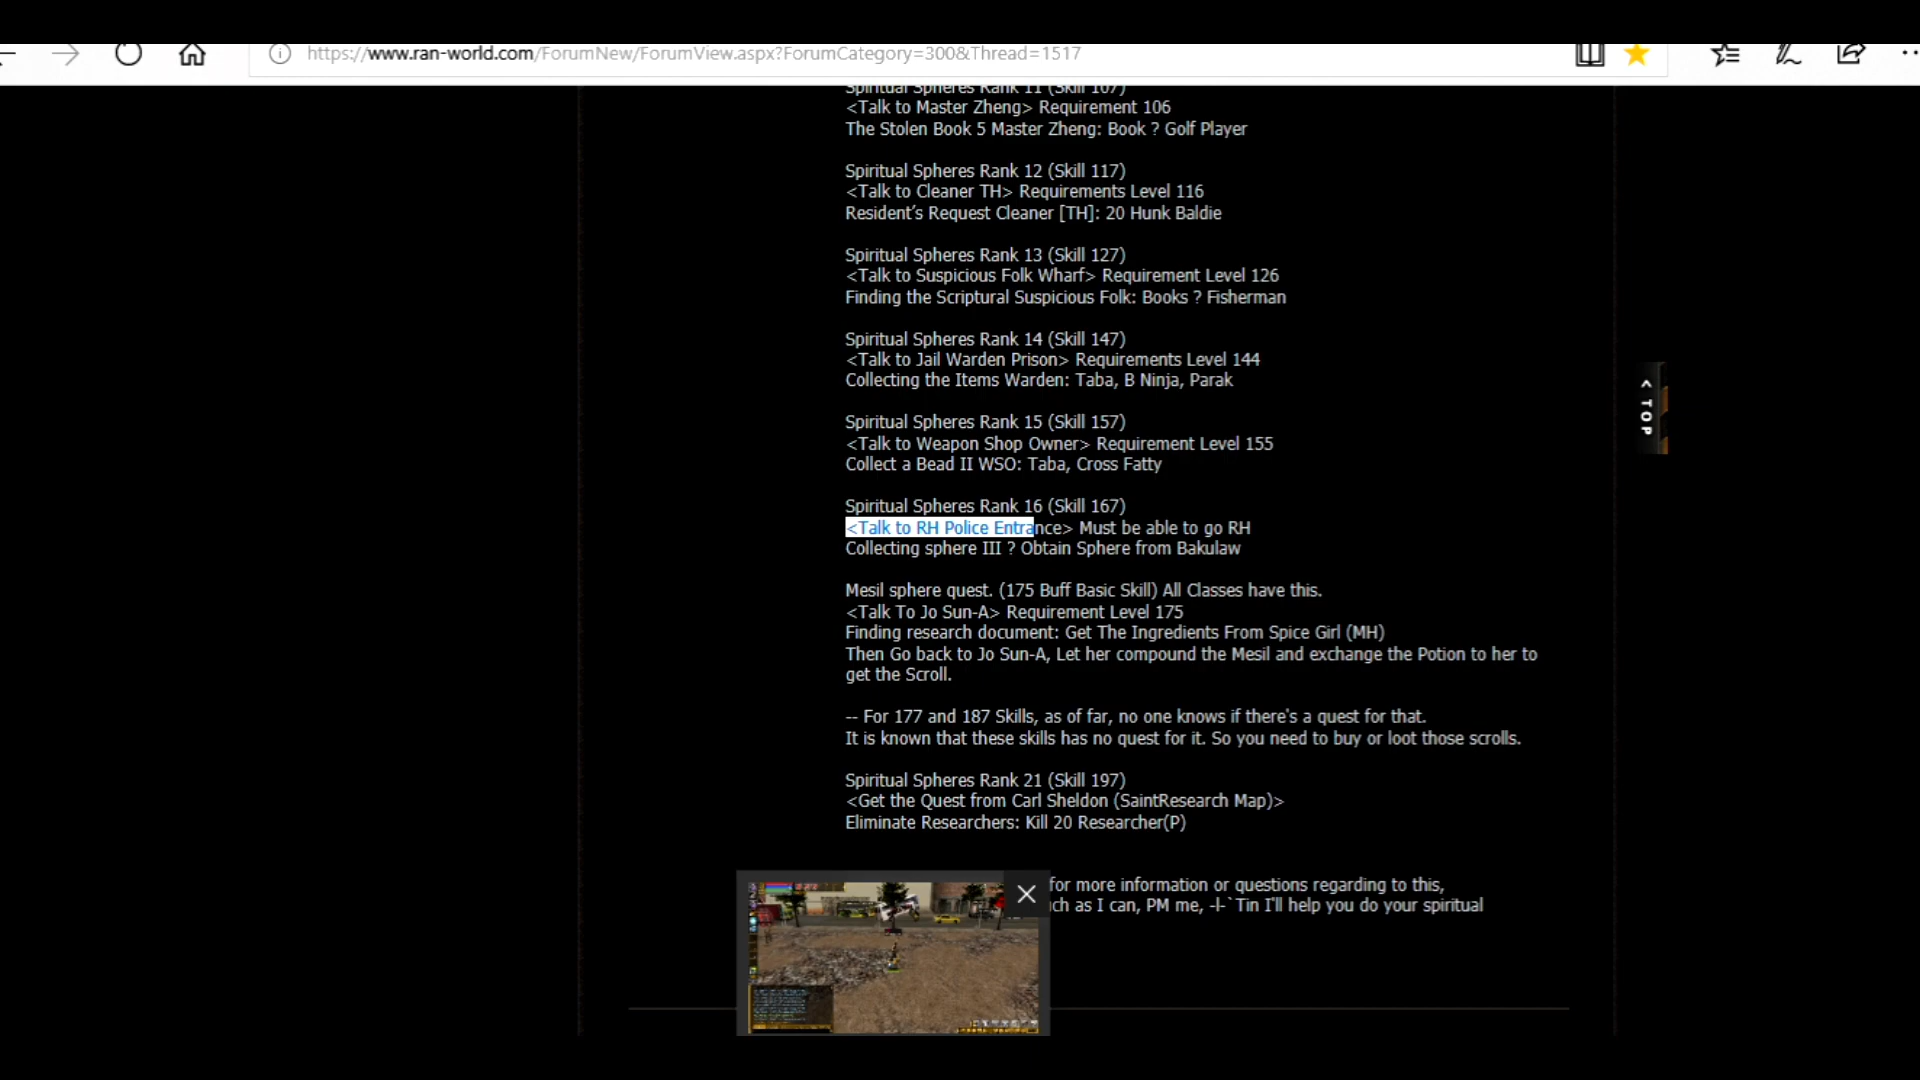 https://www.ran-world.com/ForumNew/ForumView.aspx?ForumCategory=300&Thread=1517
Spiritual Spheres Rank 11 (Skill 107)
<Talk to Master Zheng> Requirement 106
The Stolen Book 5 Master Zheng: Book ? Golf Player
Spiritual Spheres Rank 12 (Skill 117)
<Talk to Cleaner TH> Requirements Level 116
Resident's Request Cleaner [TH]: 20 Hunk Baldie
Spiritual Spheres Rank 13 (Skill 127)
<Talk to Suspicious Folk Wharf> Requirement Level 126
Finding the Scriptural Suspicious Folk: Books ? Fisherman
Spiritual Spheres Rank 14 (Skill 147)
<Talk to Jail Warden Prison> Requirements Level 144
Collecting the Items Warden: Taba, B Ninja, Parak
< TOP
Spiritual Spheres Rank 15 (Skill 157)
<Talk to Weapon Shop Owner> Requirement Level 155
Collect a Bead II WSO: Taba, Cross Fatty
Spiritual Spheres Rank 16 (Skill 167)
<Talk to RH Police Entrance> Must be able to go RH
Collecting sphere III ? Obtain Sphere from Bakulaw
Mesil sphere quest. (175 Buff Basic Skill) All Classes have this.
<Talk To Jo Sun-A> Requirement Level 175
Finding research document: Get The Ingredients From Spice Girl (MH)
Then Go back to Jo Sun-A, Let her compound the Mesil and exchange the Potion to her to
get the Scroll.
-- For 177 and 187 Skills, as of far, no one knows if there's a quest for that.
It is known that these skills has no quest for it. So you need to buy or loot those scrolls.
Spiritual Spheres Rank 21 (Skill 197)
<Get the Quest from Carl Sheldon (SaintResearch Map)>
Eliminate Researchers: Kill 20 Researcher(P)
for more information or questions regarding to this,
ch as I can, PM me, -l-`Tin I'll help you do your spiritual